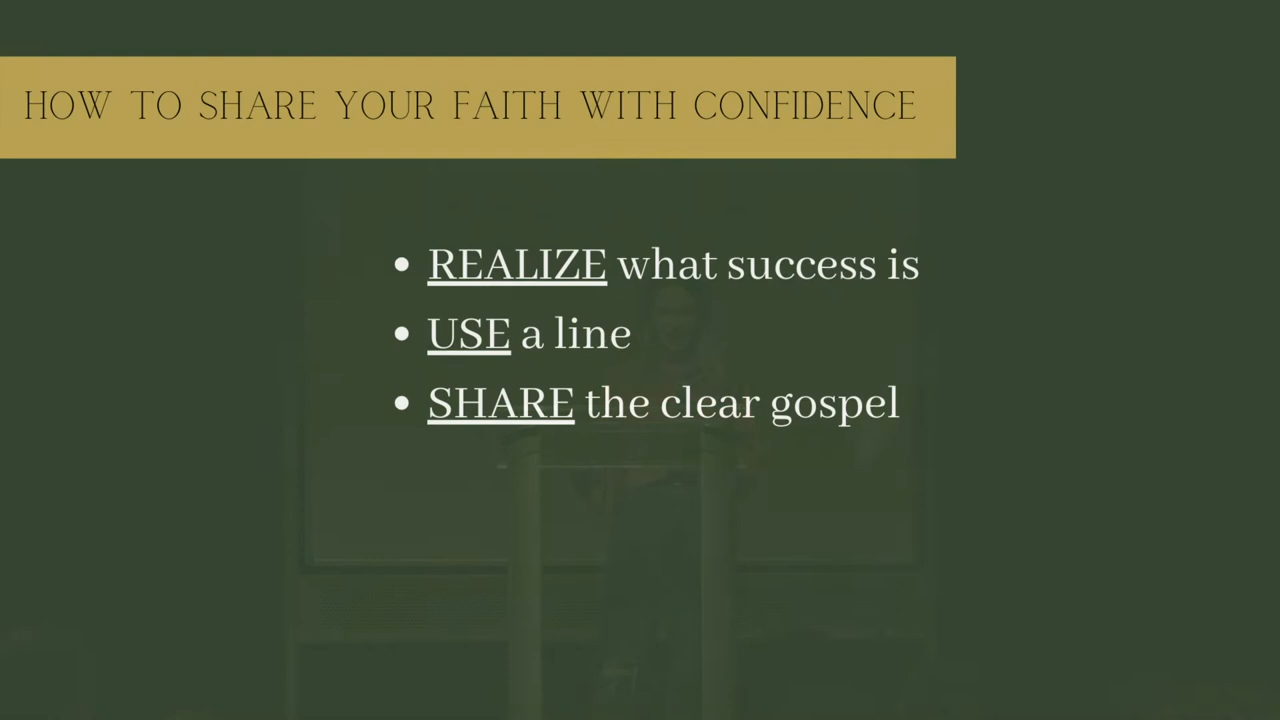 HOW TO SHARE YOUR FAITH WITH CONFIDENCE
• REALIZE what success is
• USE a line
• SHARE the clear gospel